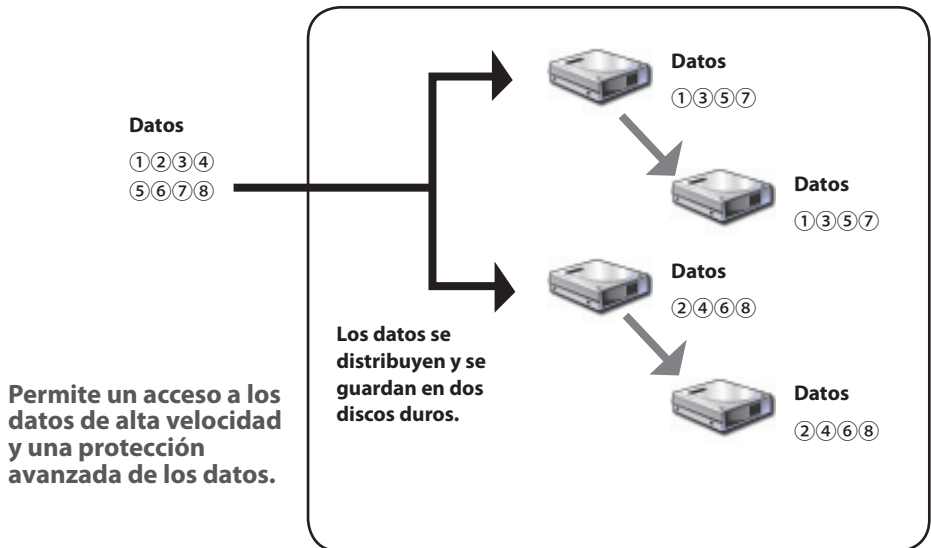 Datos
①②③④
⑤⑥⑦⑧
Datos
①③⑤⑦
Datos
①③⑤⑦
Datos
②④⑥⑧
Datos
②④⑥⑧
Los datos se
distribuyen y se
guardan en dos
discos duros.
Permite un acceso a los
datos de alta velocidad
y una protección
avanzada de los datos.